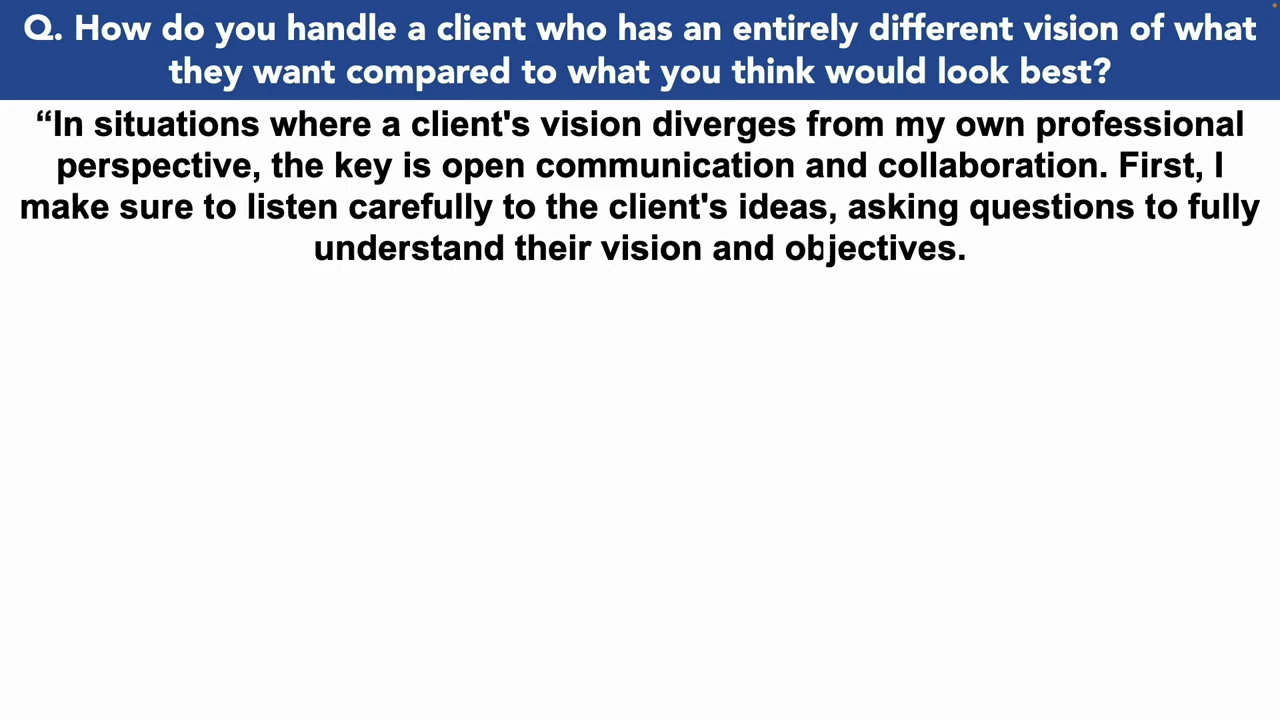 Q. How do you handle a client who has an entirely different vision of what
they want compared to what you think would look best?
“In situations where a client's vision diverges from my own professional
perspective, the key is open communication and collaboration. First, I
make sure to listen carefully to the client's ideas, asking questions to fully
understand their vision and objectives.